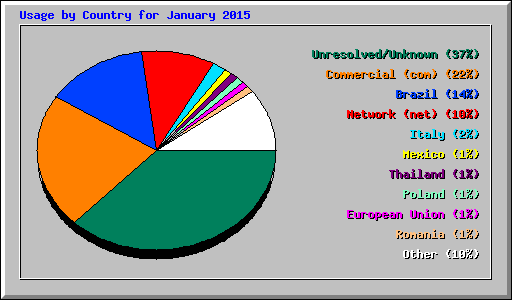 Usage by Country for January 2015
Unresolved/Unknown (37%)
Commercial (com) (22%)
Brazil (14%)
Network (net) (10%)
Italy (2%)
Mexico (1%)
Thailand (1%)
Poland (1%)
European Union (1%)
Romania (1%)
Other (10%)